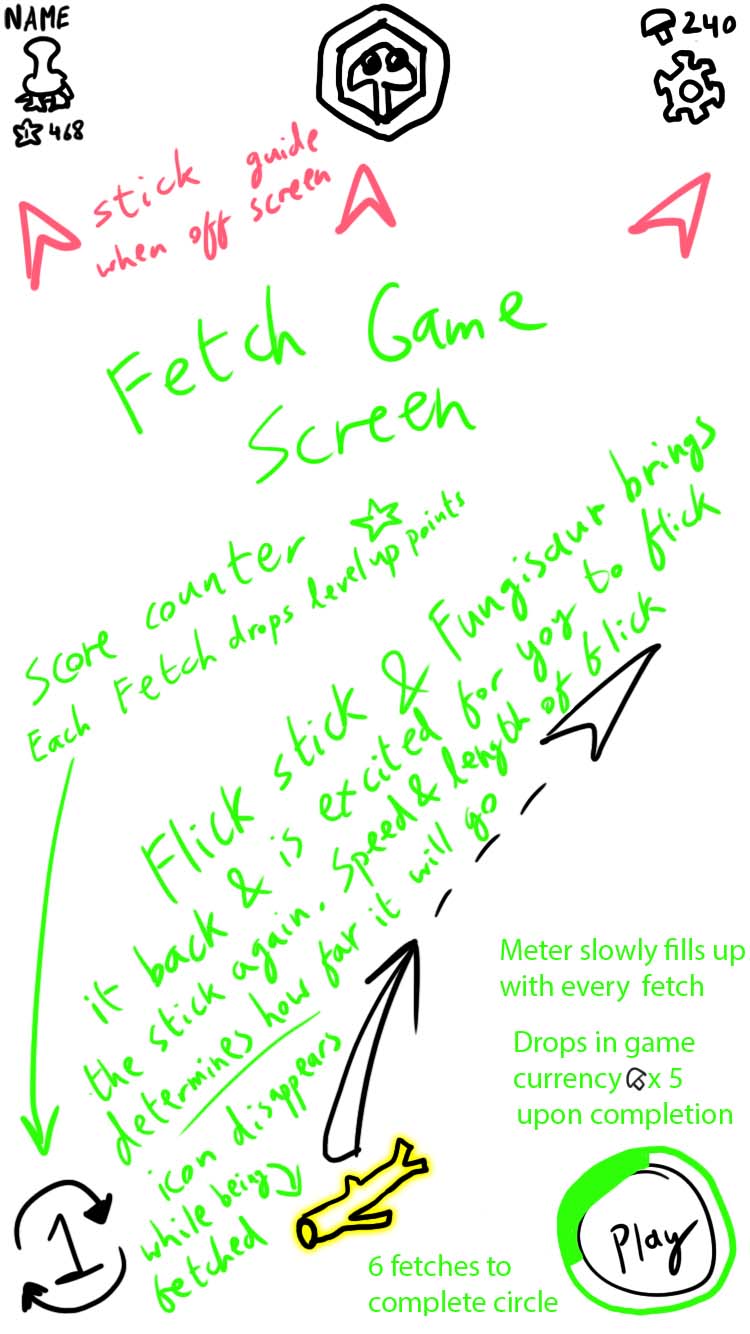 NAME
240
1 468
stick guide
when off screen
Fetch Game
Screen
Score counter
Each Fetch drops level up points
Flick stick & Fungisaur brings
it back & is excited for you to flick
the stick again. Speed & length of flick
determines how far it will go
icon disappears
while being
fetched
Meter slowly fills up
with every fetch
Drops in game
currency x 5
upon completion
1
Play
6 fetches to
complete circle